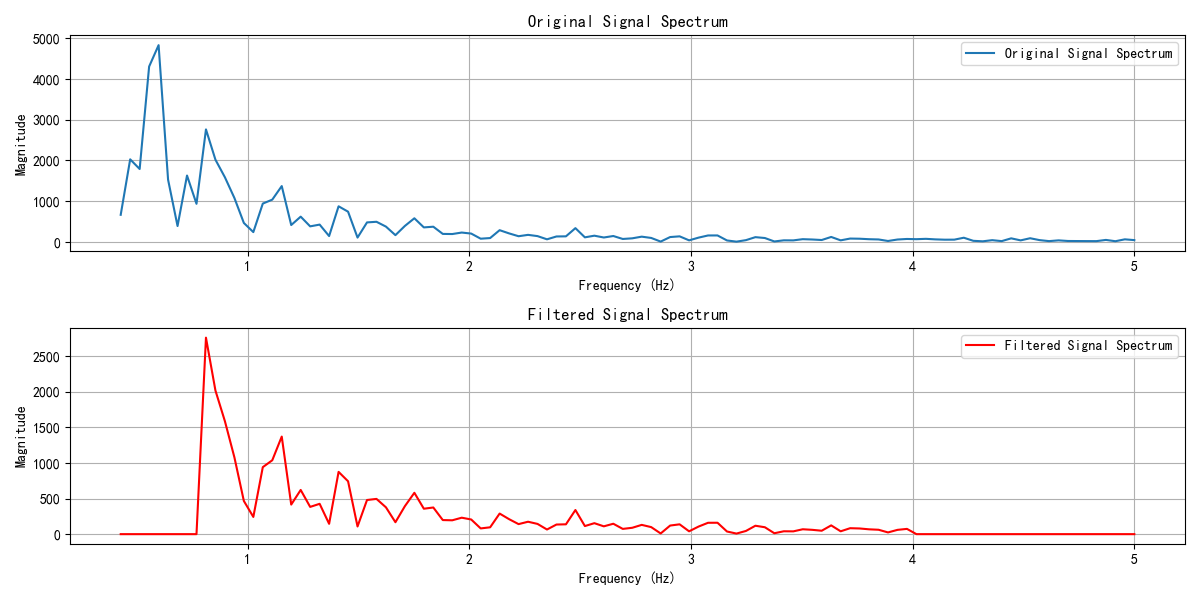 Original Signal Spectrum
5000
4000
3000
2000
1000
0
Magnitude
Original Signal Spectrum
1 2 3 4 5
Frequency (Hz)
Filtered Signal Spectrum
2500
2000
1500
1000
500
0
Magnitude
Filtered Signal Spectrum
1 2 3 4 5
Frequency (Hz)